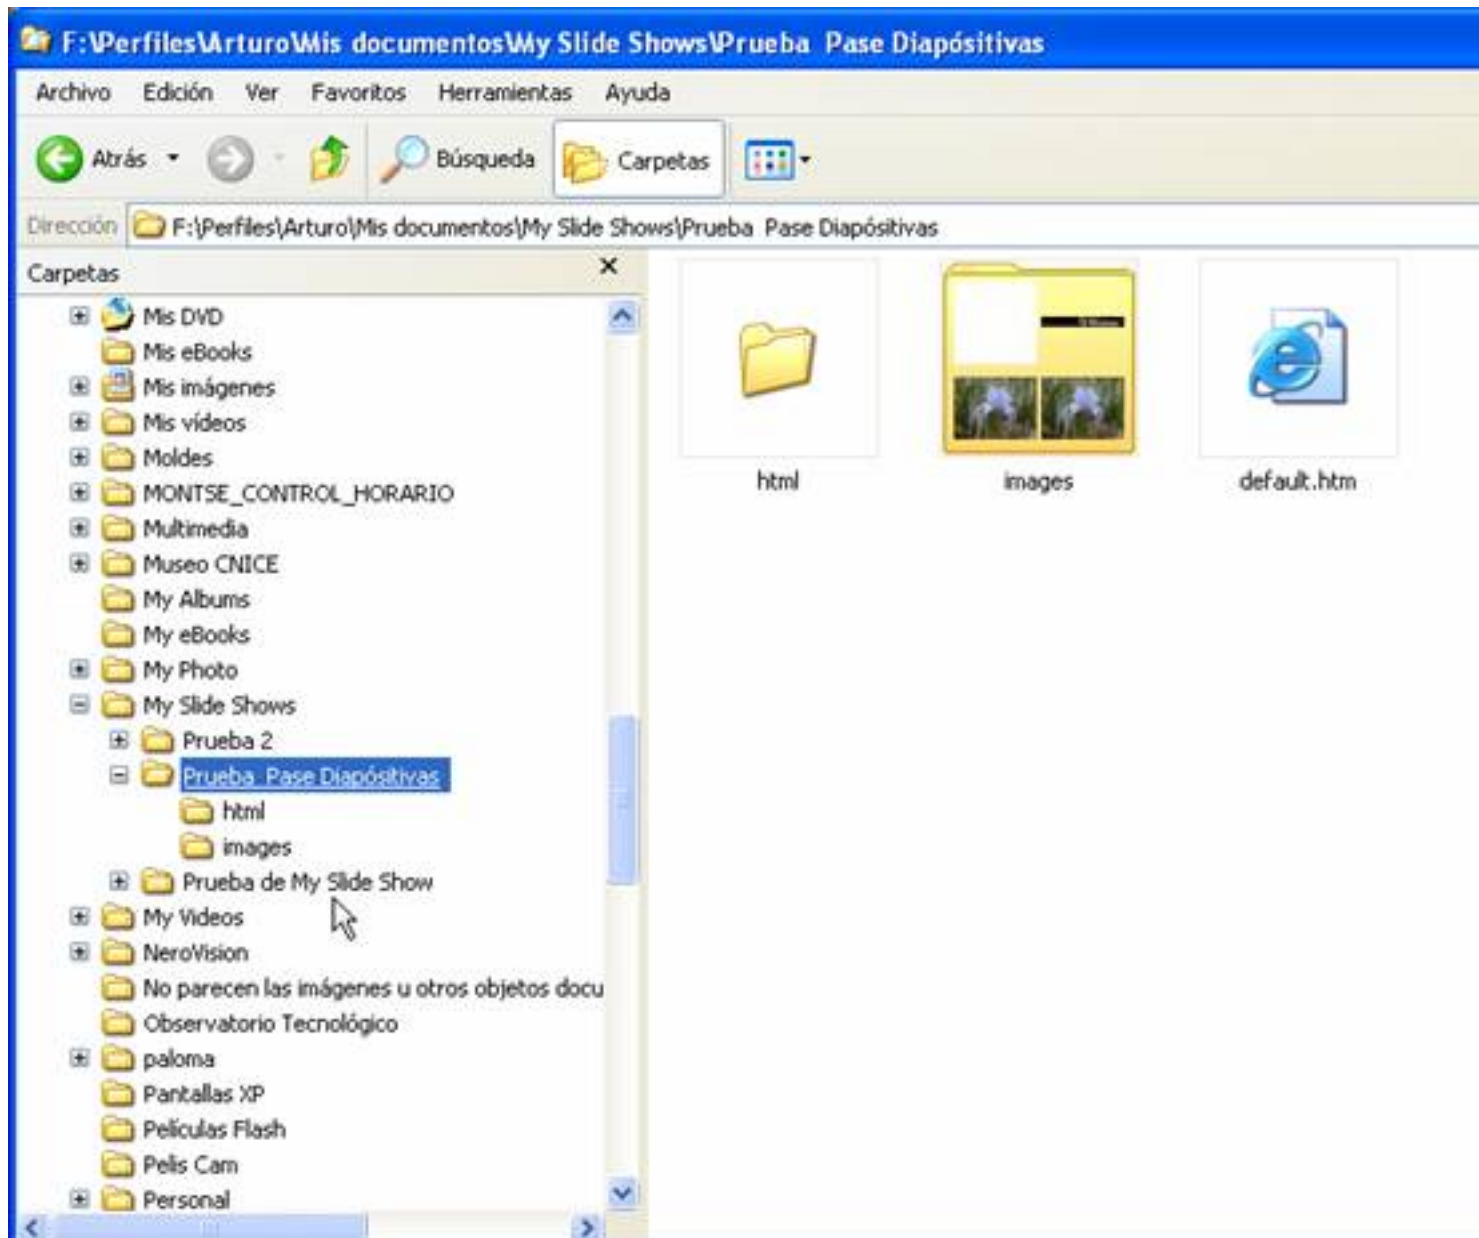 F:\Perfiles\Arturo\Mis documentos\My Slide Shows\Prueba  Pase Diapósitivas
Archivo Edición Ver Favoritos Herramientas Ayuda
Atrás Búsqueda Carpetas
Dirección F:\Perfiles\Arturo\Mis documentos\My Slide Shows\Prueba  Pase Diapósitivas
Carpetas
Mis DVD
Mis eBooks
Mis imágenes
Mis vídeos
Moldes
MONTSE_CONTROL_HORARIO
Multimedia
Museo CNICE
My Albums
My eBooks
My Photo
My Slide Shows
Prueba 2
Prueba  Pase Diapósitivas
html
images
Prueba de My Slide Show
My Videos
NeroVision
No parecen las imágenes u otros objetos docu
Observatorio Tecnológico
paloma
Pantallas XP
Películas Flash
Pelis Cam
Personal
html
images
default.htm